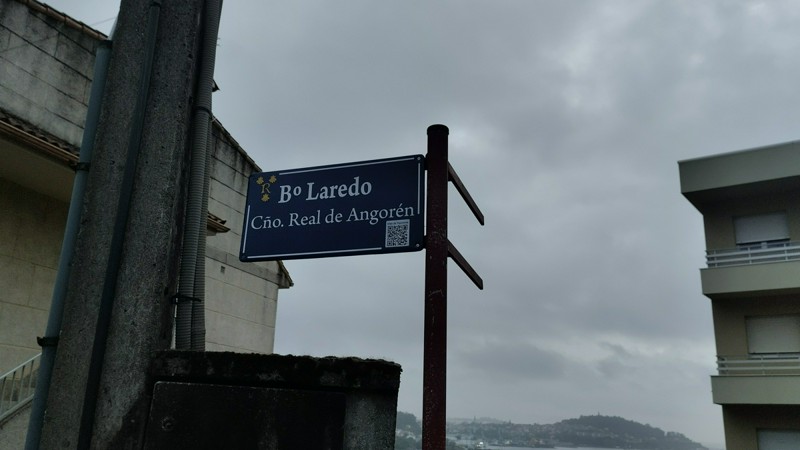 Bº Laredo
Cño. Real de Angorén